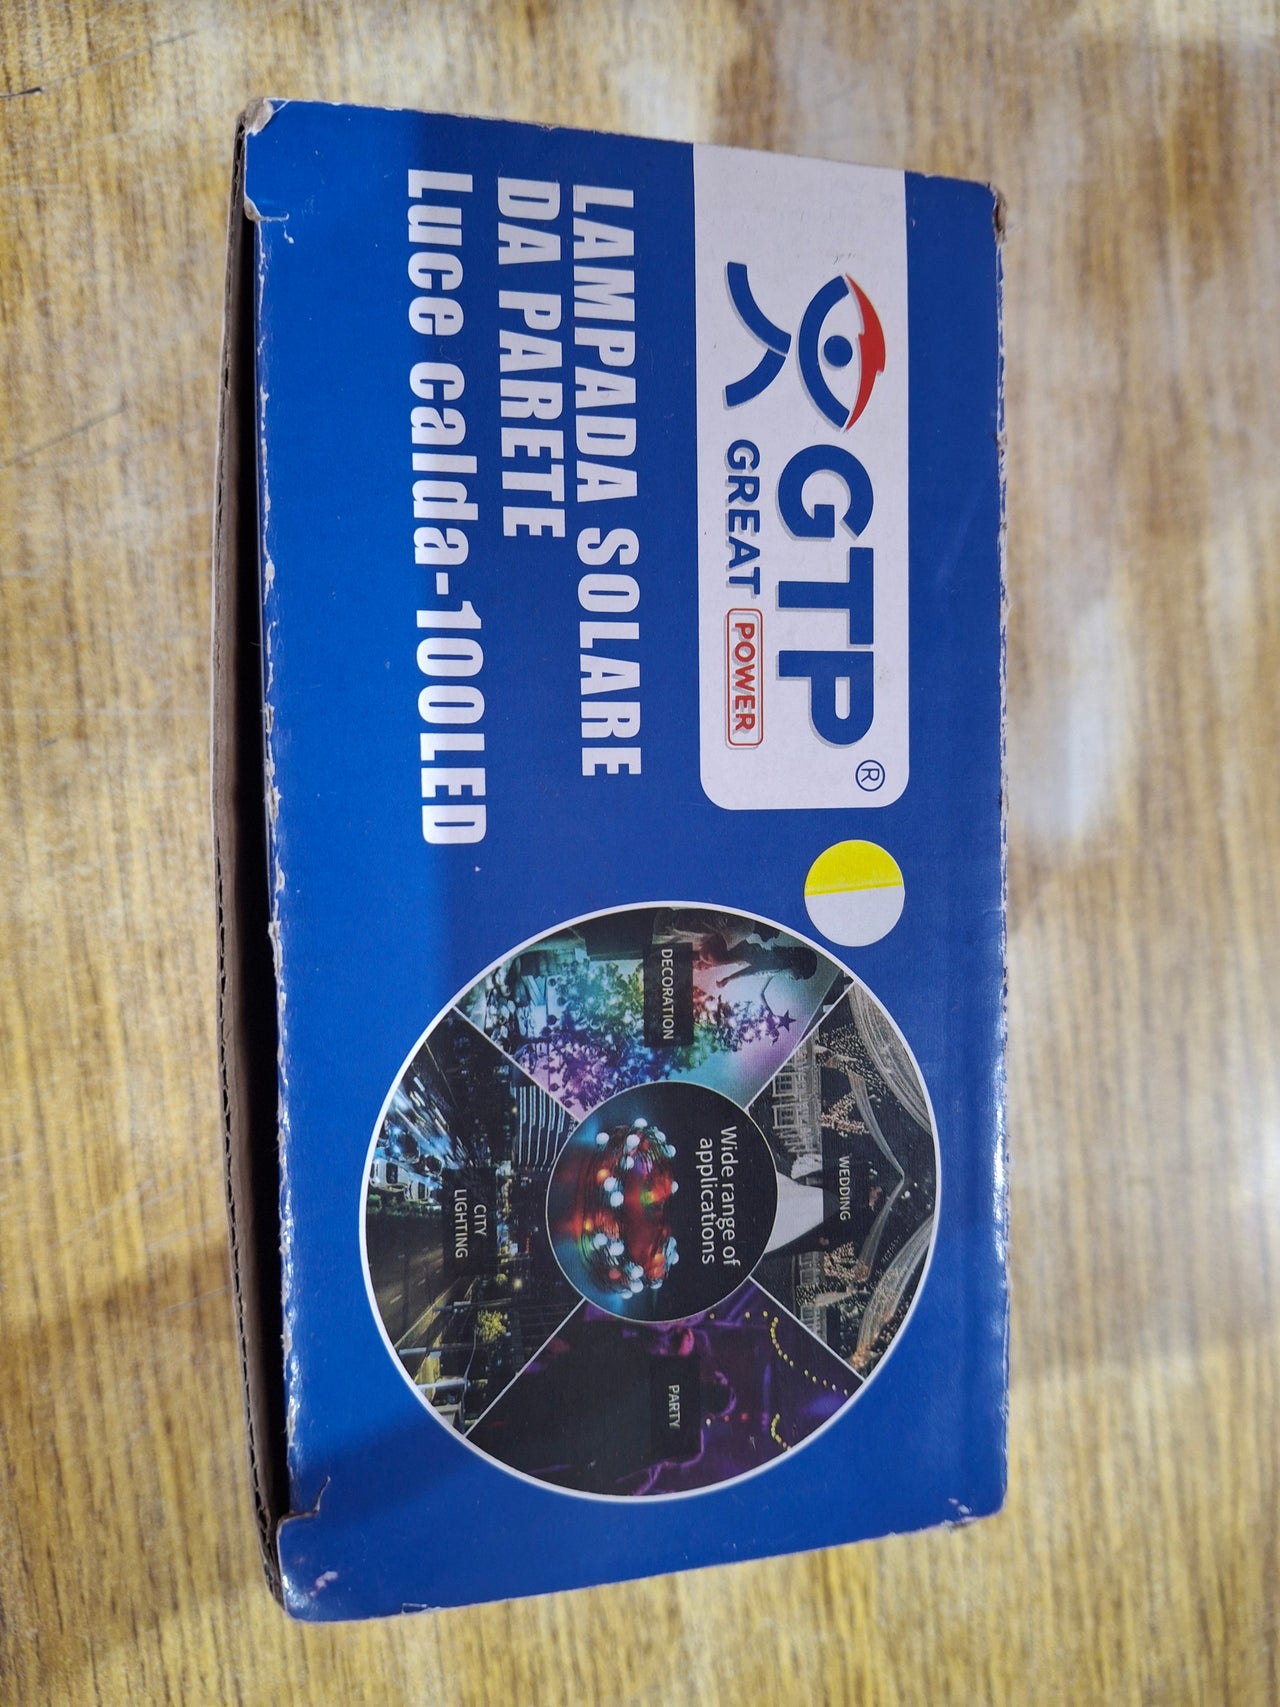 GTP®
GREAT POWER
LAMPADA SOLARE
DA PARETE
Luce calda-100LED
WEDDING
DECORATION
Wide range of
applications
PARTY
CITY
LIGHTING